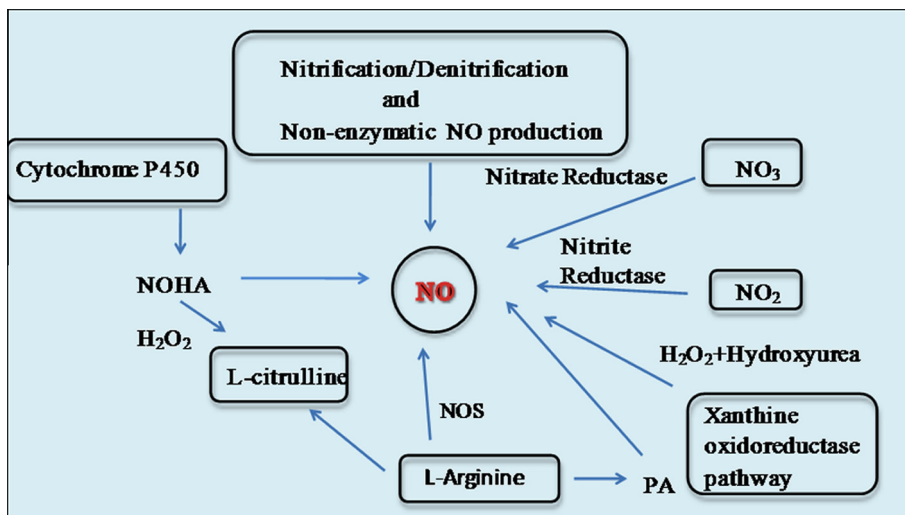 Nitrification/Denitrification
and
Non-enzymatic NO production
Cytochrome P450
Nitrate Reductase
NO₃
Nitrite
Reductase
NO₂
NOHA
NO
H₂O₂
H₂O₂+Hydroxyurea
L-citrulline
NOS
Xanthine
oxidoreductase
pathway
L-Arginine
PA